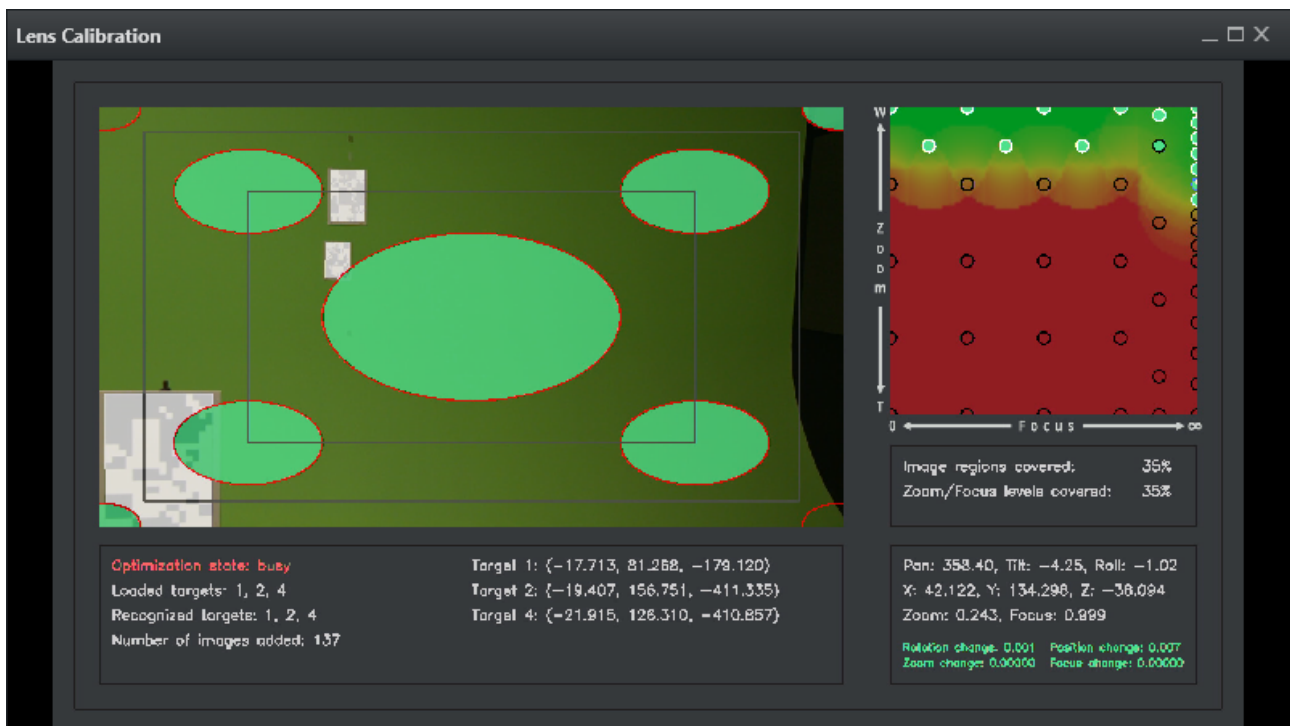 Lens Calibration
W
Zoom
T
0 Focus ∞
Image regions covered: 35%
Zoom/Focus levels covered: 35%
Optimization state: busy
Loaded targets: 1, 2, 4
Recognized targets: 1, 2, 4
Number of images added: 137
Target 1: {-17.713, 81.268, -179.120}
Target 2: {-19.407, 156.751, -411.335}
Target 4: {-21.915, 126.310, -410.857}
Pan: 358.40, Tilt: -4.25, Roll: -1.02
X: 42.122, Y: 134.298, Z: -38.094
Zoom: 0.243, Focus: 0.999
Rotation change: 0.001 Position change: 0.007
Zoom change: 0.00000 Focus change: 0.00000